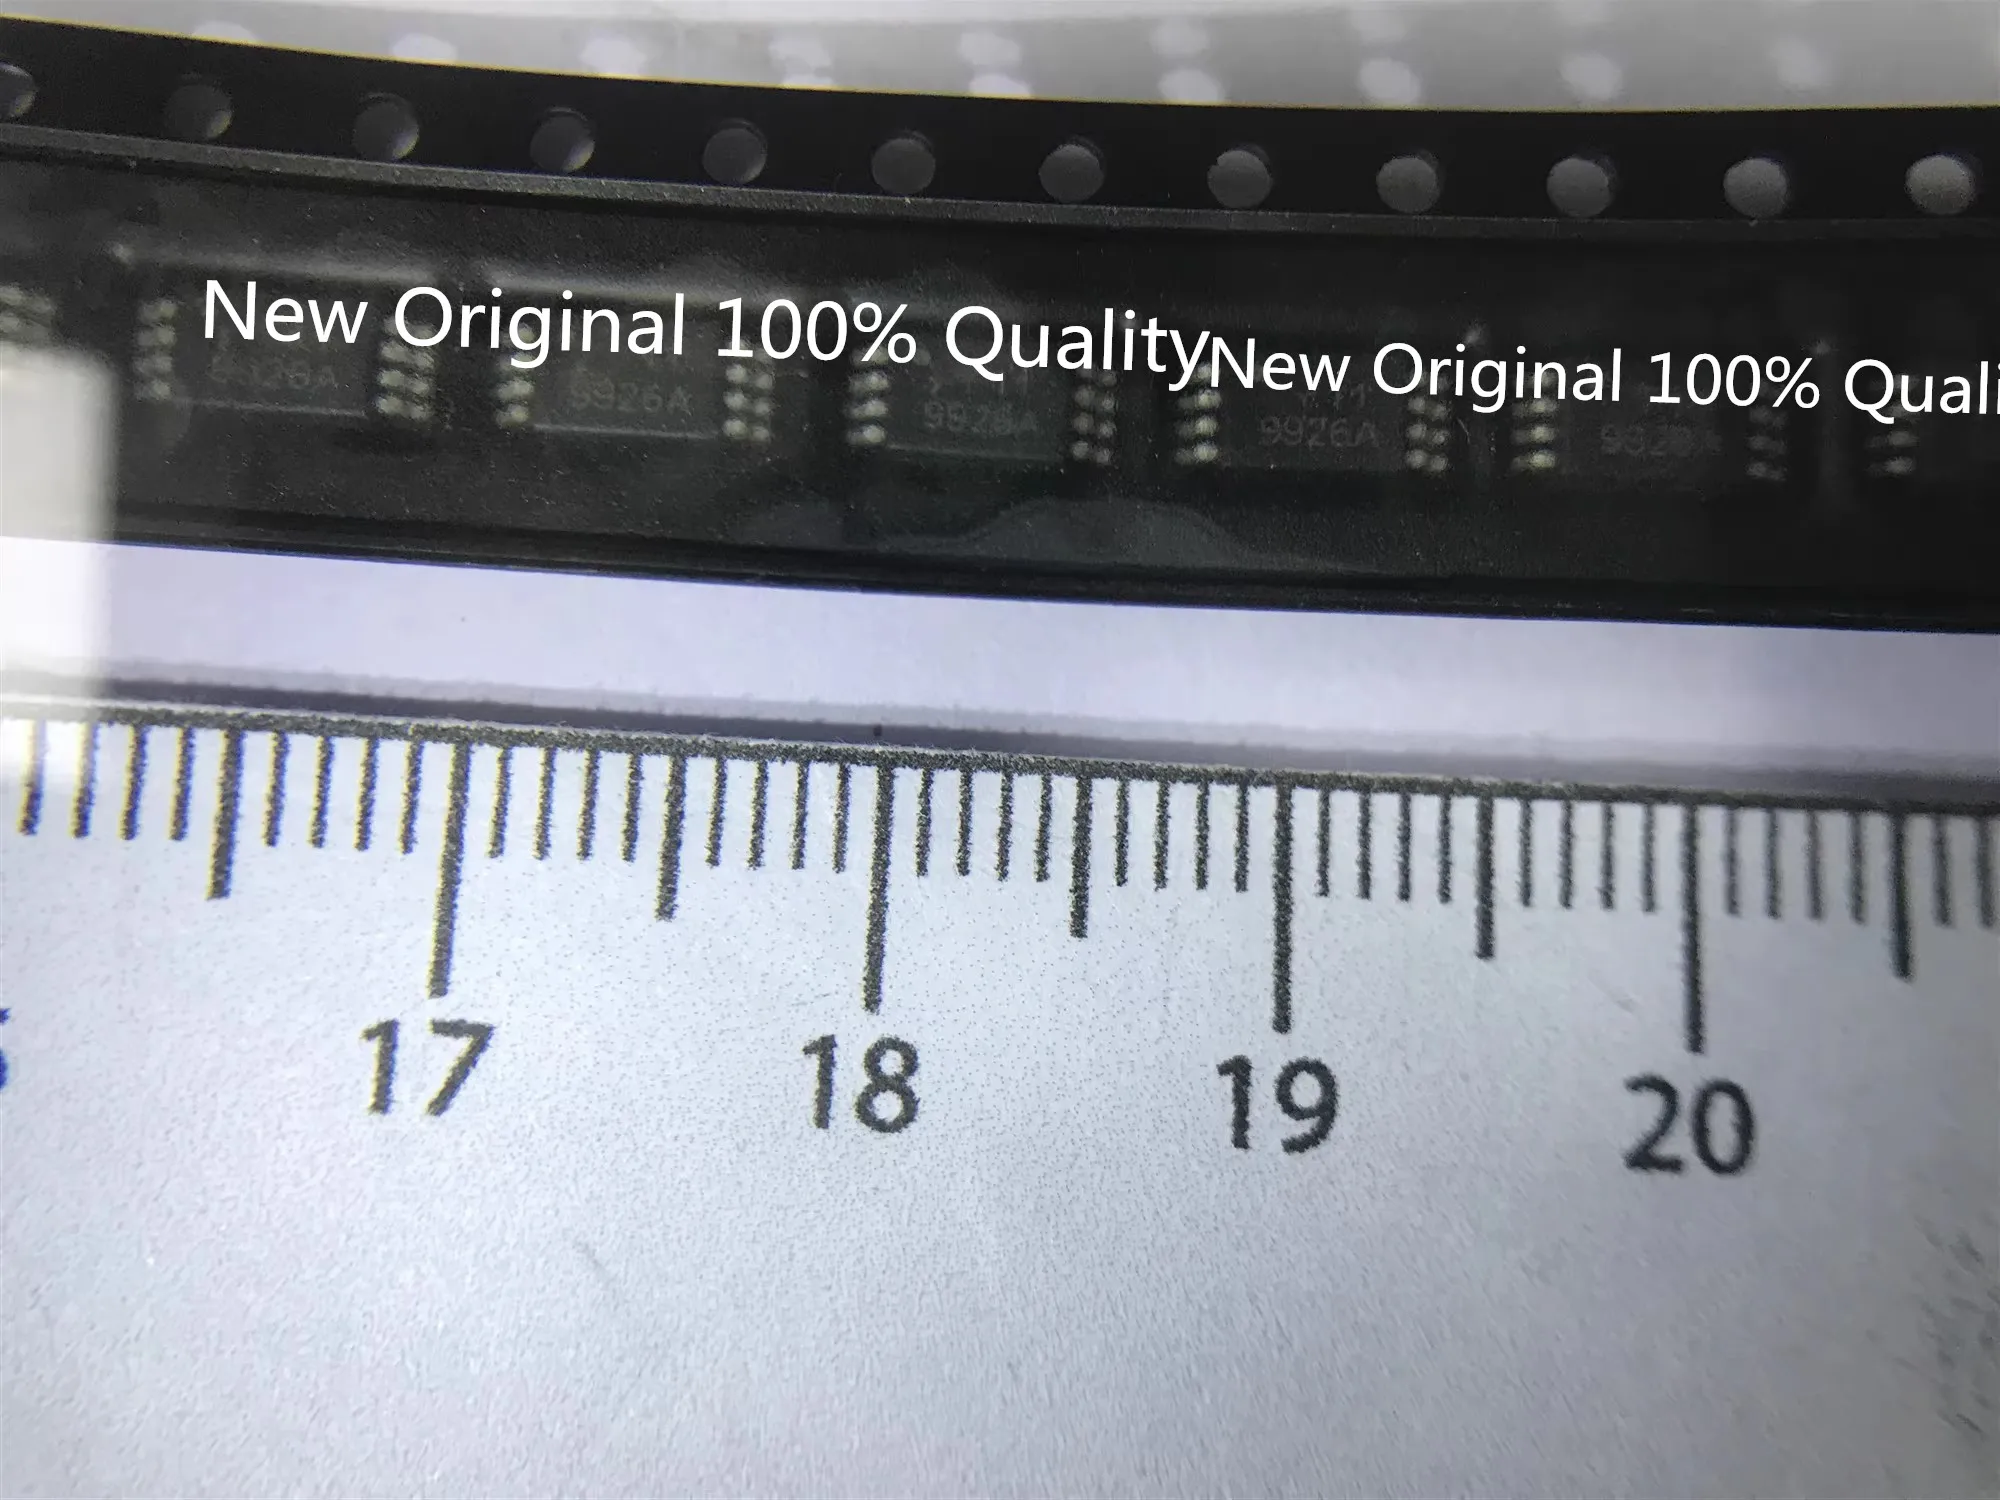 New Original 100% Quality
New Original 100% Quali
9926A
9926A
9926A
17
18
19
20